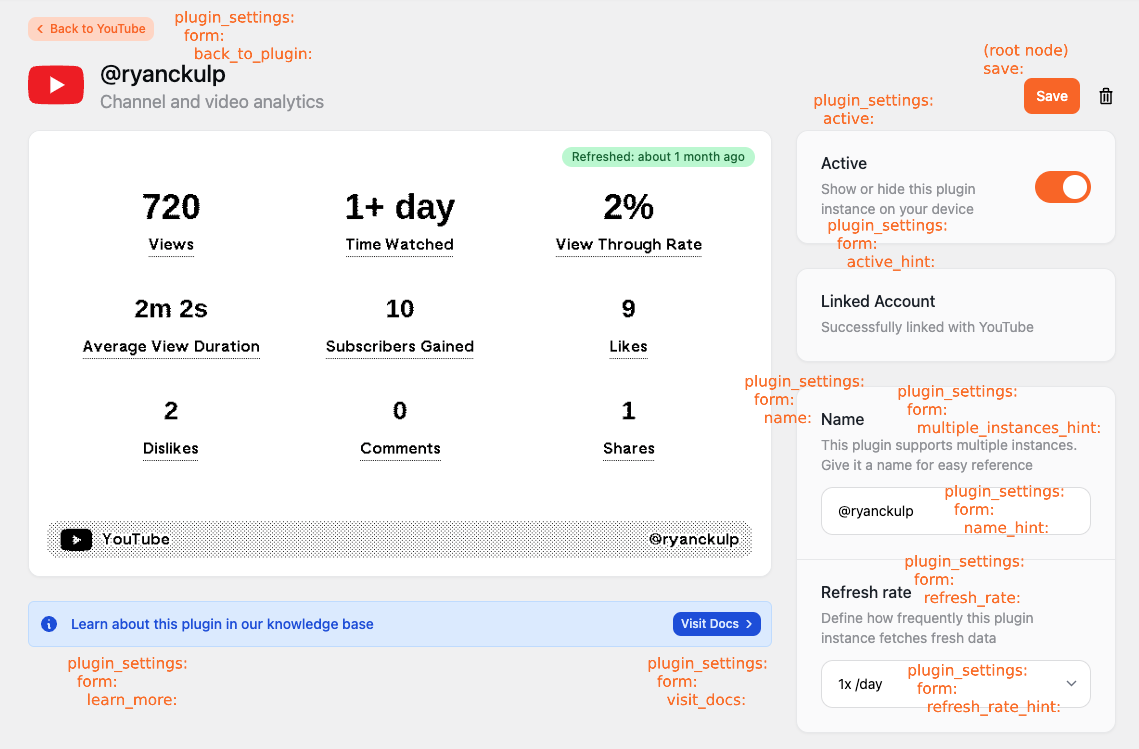 Back to YouTube
plugin_settings:
form:
back_to_plugin:
@ryanckulp
Channel and video analytics
(root node)
save:
Save
plugin_settings:
active:
Refreshed: about 1 month ago
720
Views
1+ day
Time Watched
2%
View Through Rate
2m 2s
Average View Duration
10
Subscribers Gained
9
Likes
2
Dislikes
0
Comments
1
Shares
YouTube
@ryanckulp
Learn about this plugin in our knowledge base
Visit Docs
plugin_settings:
form:
learn_more:
plugin_settings:
form:
visit_docs:
Active
Show or hide this plugin
instance on your device
plugin_settings:
form:
active_hint:
Linked Account
Successfully linked with YouTube
plugin_settings:
form:
name:
plugin_settings:
form:
multiple_instances_hint:
Name
This plugin supports multiple instances.
Give it a name for easy reference
@ryanckulp
plugin_settings:
form:
name_hint:
plugin_settings:
form:
refresh_rate:
Refresh rate
Define how frequently this plugin
instance fetches fresh data
1x /day
plugin_settings:
form:
refresh_rate_hint: